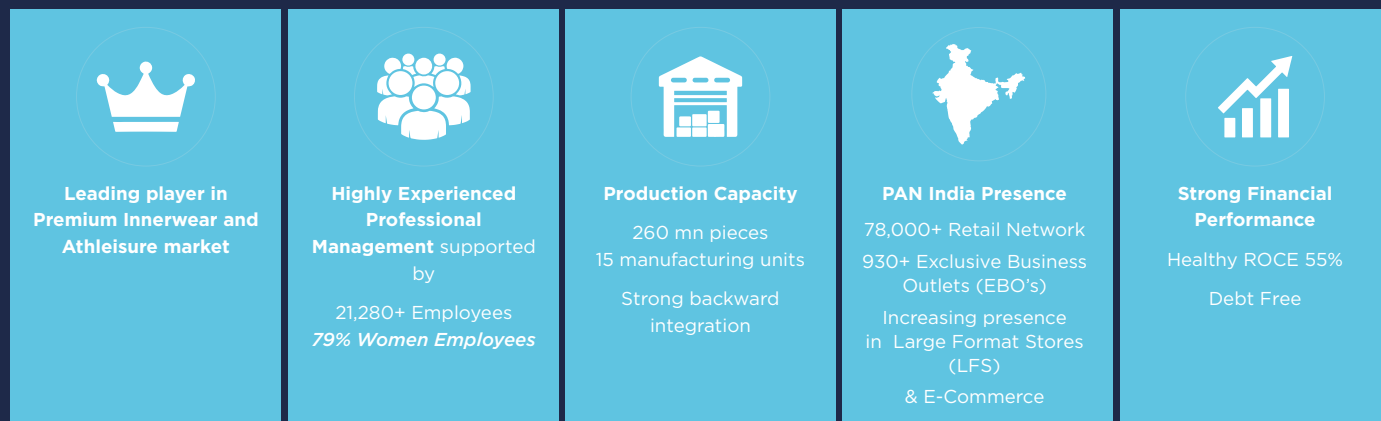 Leading player in
Premium Innerwear and
Athleisure market
Highly Experienced
Professional
Management supported
by
21,280+ Employees
79% Women Employees
Production Capacity
260 mn pieces
15 manufacturing units
Strong backward
integration
PAN India Presence
78,000+ Retail Network
930+ Exclusive Business
Outlets (EBO's)
Increasing presence
in Large Format Stores
(LFS)
& E-Commerce
Strong Financial
Performance
Healthy ROCE 55%
Debt Free